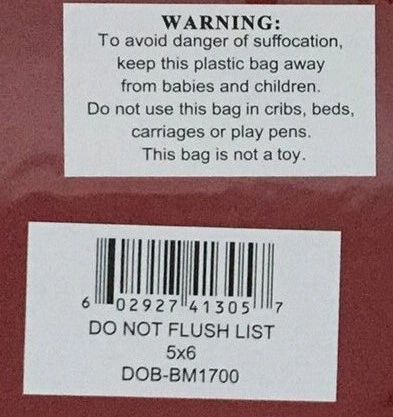 WARNING:
To avoid danger of suffocation,
keep this plastic bag away
from babies and children.
Do not use this bag in cribs, beds,
carriages or play pens.
This bag is not a toy.
6 02927 41305 7
DO NOT FLUSH LIST
5x6
DOB-BM1700